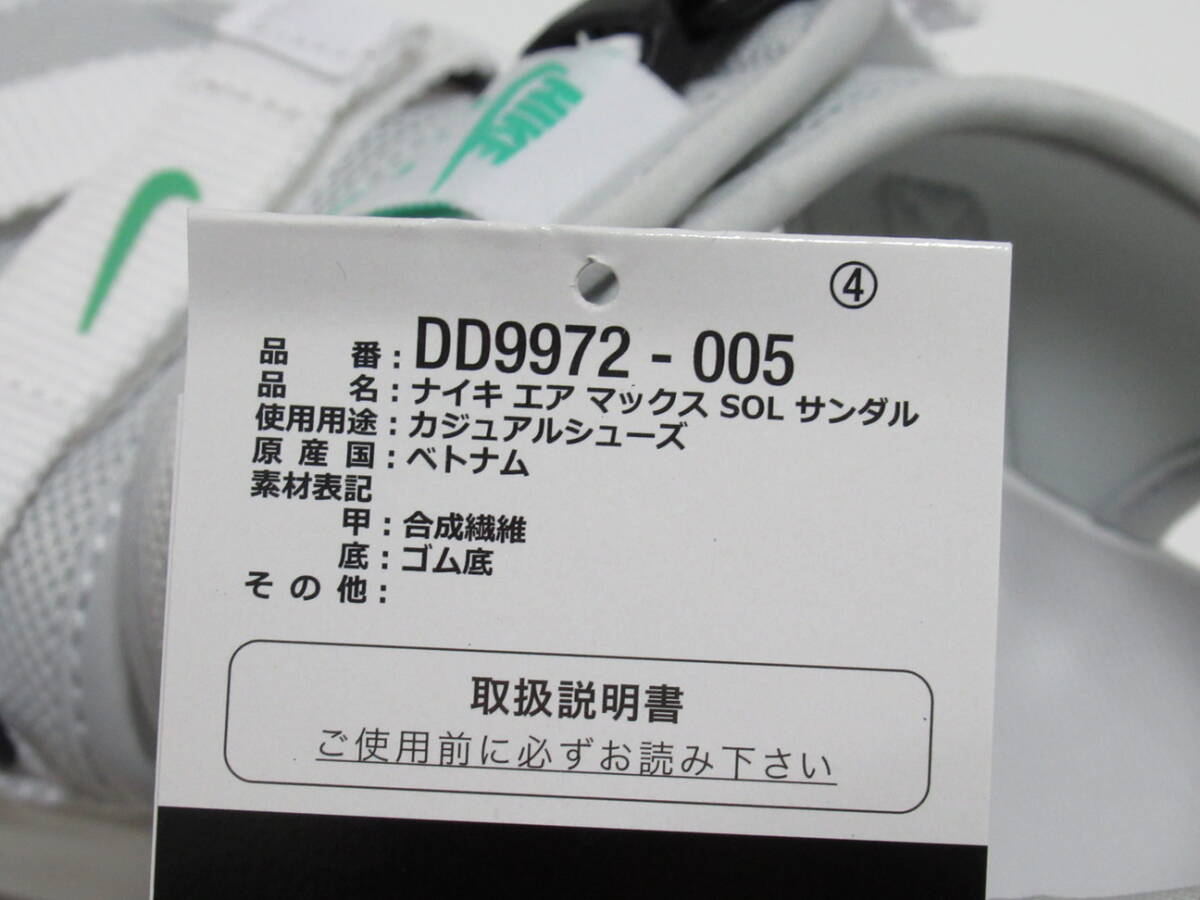 NIKE
④
品 番 : DD9972 - 005
品 名 : ナイキ エア マックス SOL サンダル
使用用途 : カジュアルシューズ
原 産 国 : ベトナム
素材表記
甲 : 合成繊維
底 : ゴム底
そ の 他 :
取扱説明書
ご使用前に必ずお読み下さい